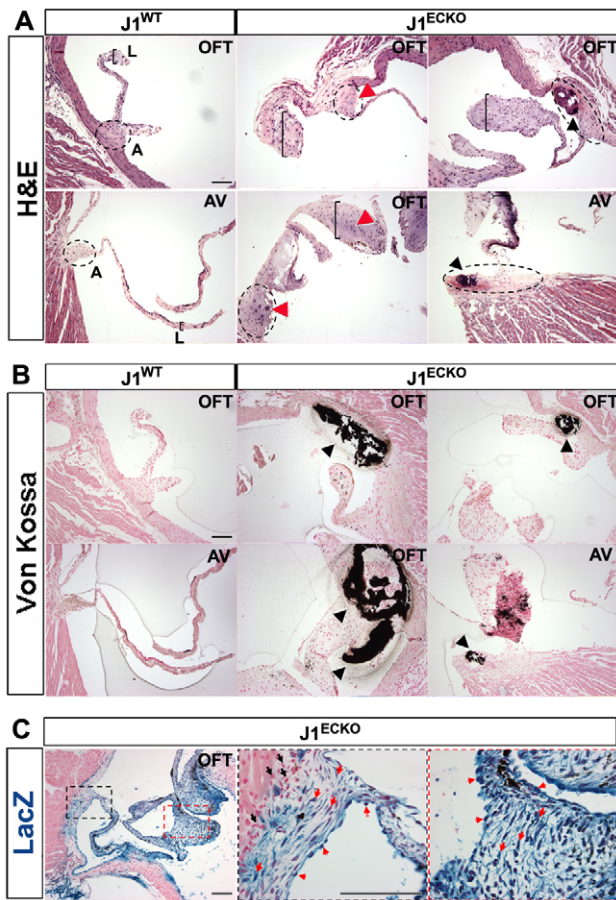 A
J1WT
J1ECKO
H&E
OFT
L
A
OFT
OFT
AV
A
L
OFT
AV
B
J1WT
J1ECKO
Von Kossa
OFT
OFT
OFT
AV
OFT
AV
C
J1ECKO
LacZ
OFT